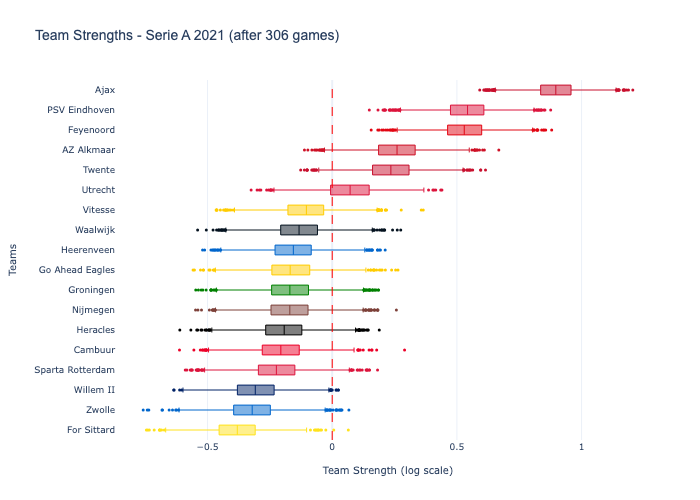 Team Strengths - Serie A 2021 (after 306 games)
Ajax
PSV Eindhoven
Feyenoord
AZ Alkmaar
Twente
Utrecht
Vitesse
Waalwijk
Heerenveen
Go Ahead Eagles
Groningen
Nijmegen
Heracles
Cambuur
Sparta Rotterdam
Willem II
Zwolle
For Sittard
Teams
−0.5
0
0.5
1
Team Strength (log scale)